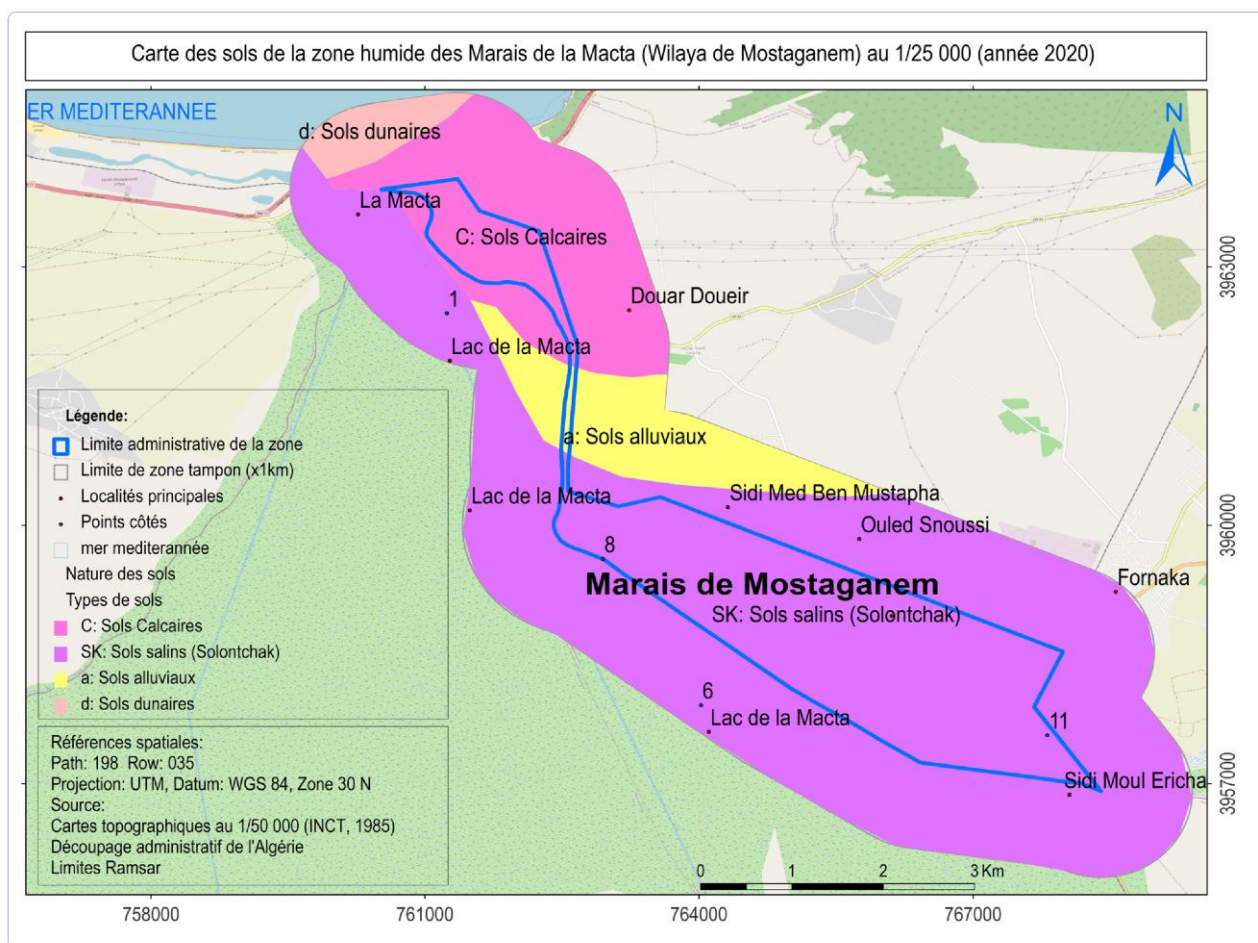 Carte des sols de la zone humide des Marais de la Macta (Wilaya de Mostaganem) au 1/25 000 (année 2020)
ER MEDITERRANNEE
N
d: Sols dunaires
La Macta
C: Sols Calcaires
3963000
Douar Doueir
1
Lac de la Macta
a: Sols alluviaux
Lac de la Macta
Sidi Med Ben Mustapha
3960000
Ouled Snoussi
8
Fornaka
Marais de Mostaganem
SK: Sols salins (Solontchak)
6
Lac de la Macta
11
Sidi Moul Ericha
3957000
Légende:
Limite administrative de la zone
Limite de zone tampon (x1km)
Localités principales
Points côtés
mer mediterannée
Nature des sols
Types de sols
C: Sols Calcaires
SK: Sols salins (Solontchak)
a: Sols alluviaux
d: Sols dunaires
Références spatiales:
Path: 198 Row: 035
Projection: UTM, Datum: WGS 84, Zone 30 N
Source:
Cartes topographiques au 1/50 000 (INCT, 1985)
Découpage administratif de l'Algérie
Limites Ramsar
0 1 2 3 Km
758000 761000 764000 767000